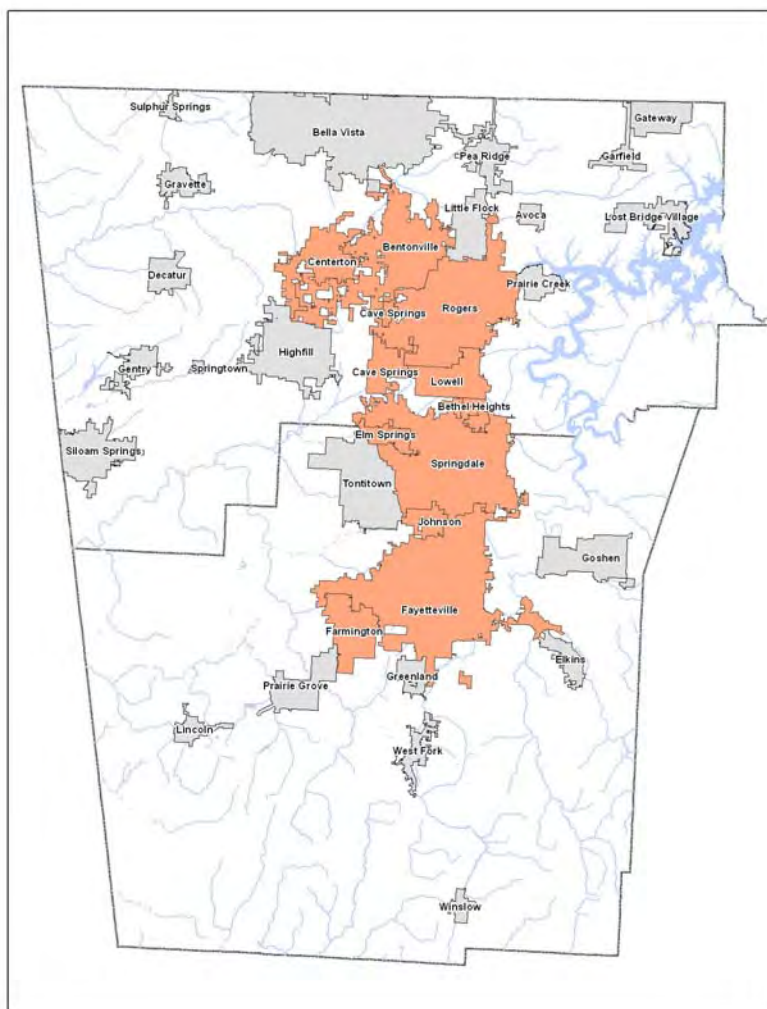 Sulphur Springs
Bella Vista
Gateway
Pea Ridge
Garfield
Gravette
Little Flock
Avoca
Lost Bridge Village
Bentonville
Centerton
Decatur
Prairie Creek
Cave Springs
Rogers
Highfill
Gentry
Springtown
Cave Springs
Lowell
Bethel Heights
Elm Springs
Siloam Springs
Springdale
Tontitown
Johnson
Goshen
Fayetteville
Farmington
Elkins
Greenland
Prairie Grove
Lincoln
West Fork
Winslow